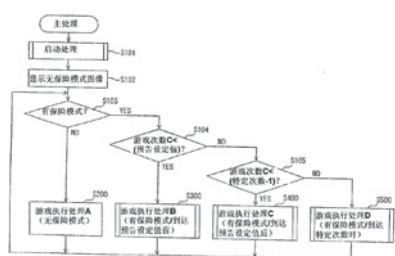 主处理
启动处理
S101
显示无保险模式图像
S102
S103
有保险模式?
YES
NO
S104
游戏次数C<
(预告设定值)?
NO
YES
S105
游戏次数C<
(特定次数-1)?
NO
YES
S200
游戏执行处理A
(无保险模式)
S300
游戏执行处理B
(有保险模式/到达
预告设定值前)
S400
游戏执行处理C
(有保险模式/到达
预告设定值后)
S500
游戏执行处理D
(有保险模式/到达
特定次数时)